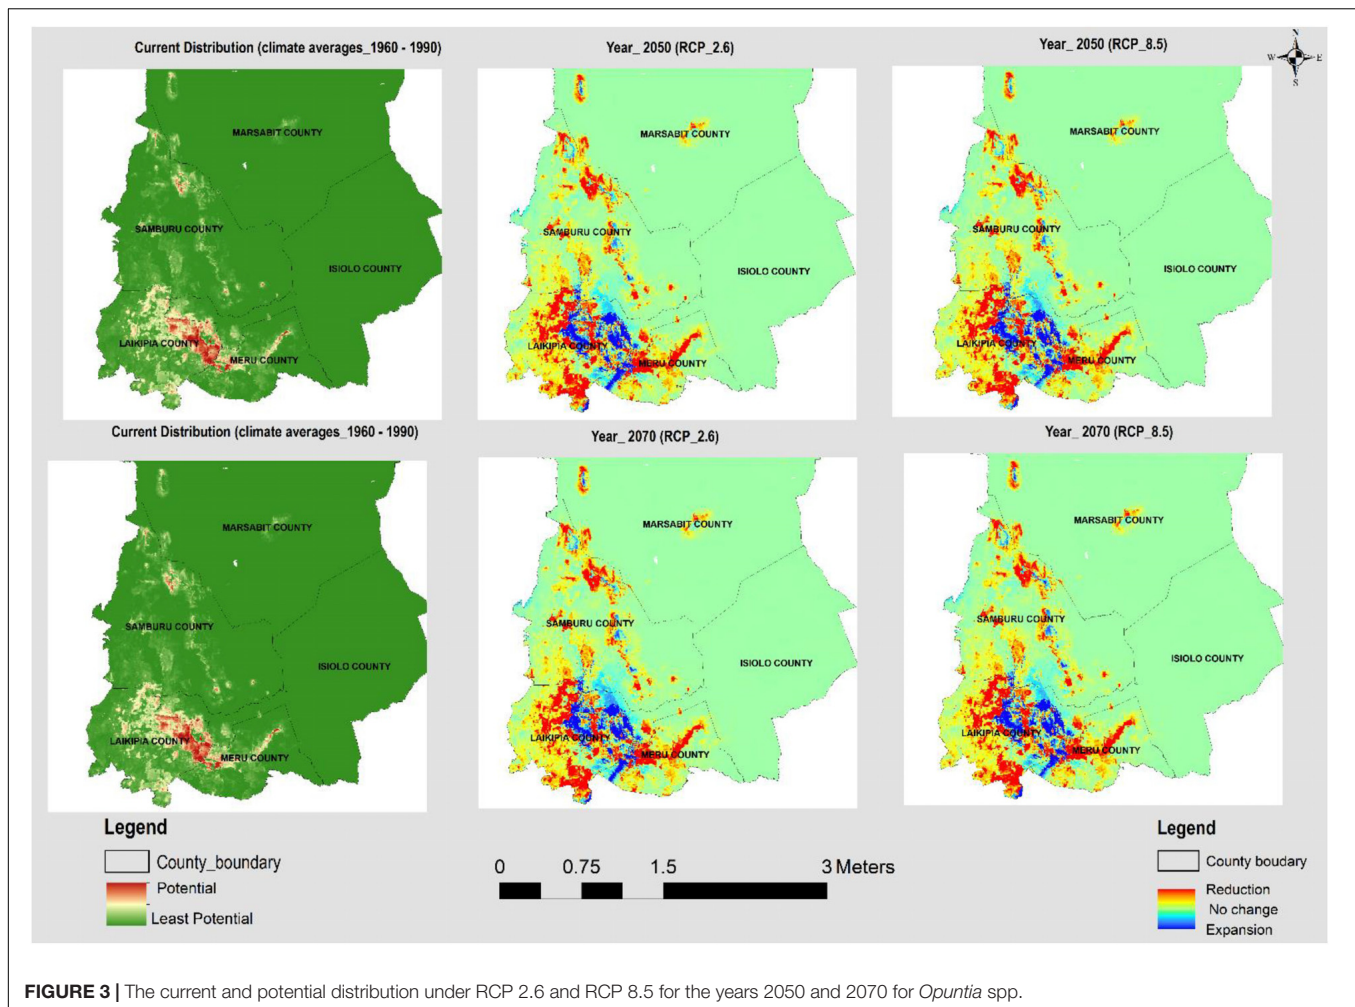 Current Distribution (climate averages_1960 - 1990)
Year_ 2050 (RCP_2.6)
Year_ 2050 (RCP_8.5)
N
W
E
S
MARSABIT COUNTY
SAMBURU COUNTY
ISIOLO COUNTY
LAIKIPIA COUNTY
MERU COUNTY
MARSABIT COUNTY
SAMBURU COUNTY
ISIOLO COUNTY
LAIKIPIA COUNTY
MERU COUNTY
MARSABIT COUNTY
SAMBURU COUNTY
ISIOLO COUNTY
LAIKIPIA COUNTY
MERU COUNTY
Current Distribution (climate averages_1960 - 1990)
Year_ 2070 (RCP_2.6)
Year_ 2070 (RCP_8.5)
MARSABIT COUNTY
SAMBURU COUNTY
ISIOLO COUNTY
LAIKIPIA COUNTY
MERU COUNTY
MARSABIT COUNTY
SAMBURU COUNTY
ISIOLO COUNTY
LAIKIPIA COUNTY
MERU COUNTY
MARSABIT COUNTY
SAMBURU COUNTY
ISIOLO COUNTY
LAIKIPIA COUNTY
MERU COUNTY
Legend
County_boundary
Potential
Least Potential
0 0.75 1.5 3 Meters
Legend
County boudary
Reduction
No change
Expansion
FIGURE 3 | The current and potential distribution under RCP 2.6 and RCP 8.5 for the years 2050 and 2070 for Opuntia spp.